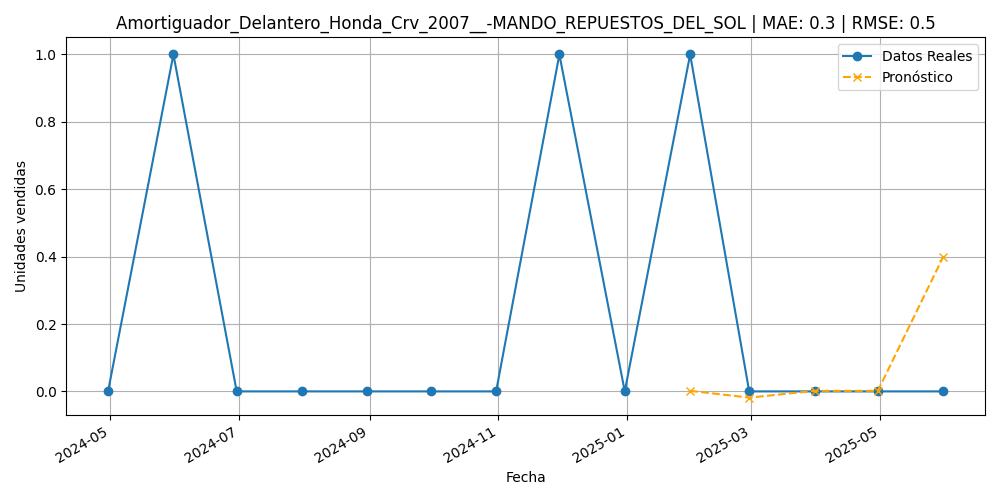 Amortiguador_Delantero_Honda_Crv_2007__-MANDO_REPUESTOS_DEL_SOL | MAE: 0.3 | RMSE: 0.5
Datos Reales
Pronóstico
Unidades vendidas
1.0
0.8
0.6
0.4
0.2
0.0
2024-05
2024-07
2024-09
2024-11
2025-01
2025-03
2025-05
Fecha